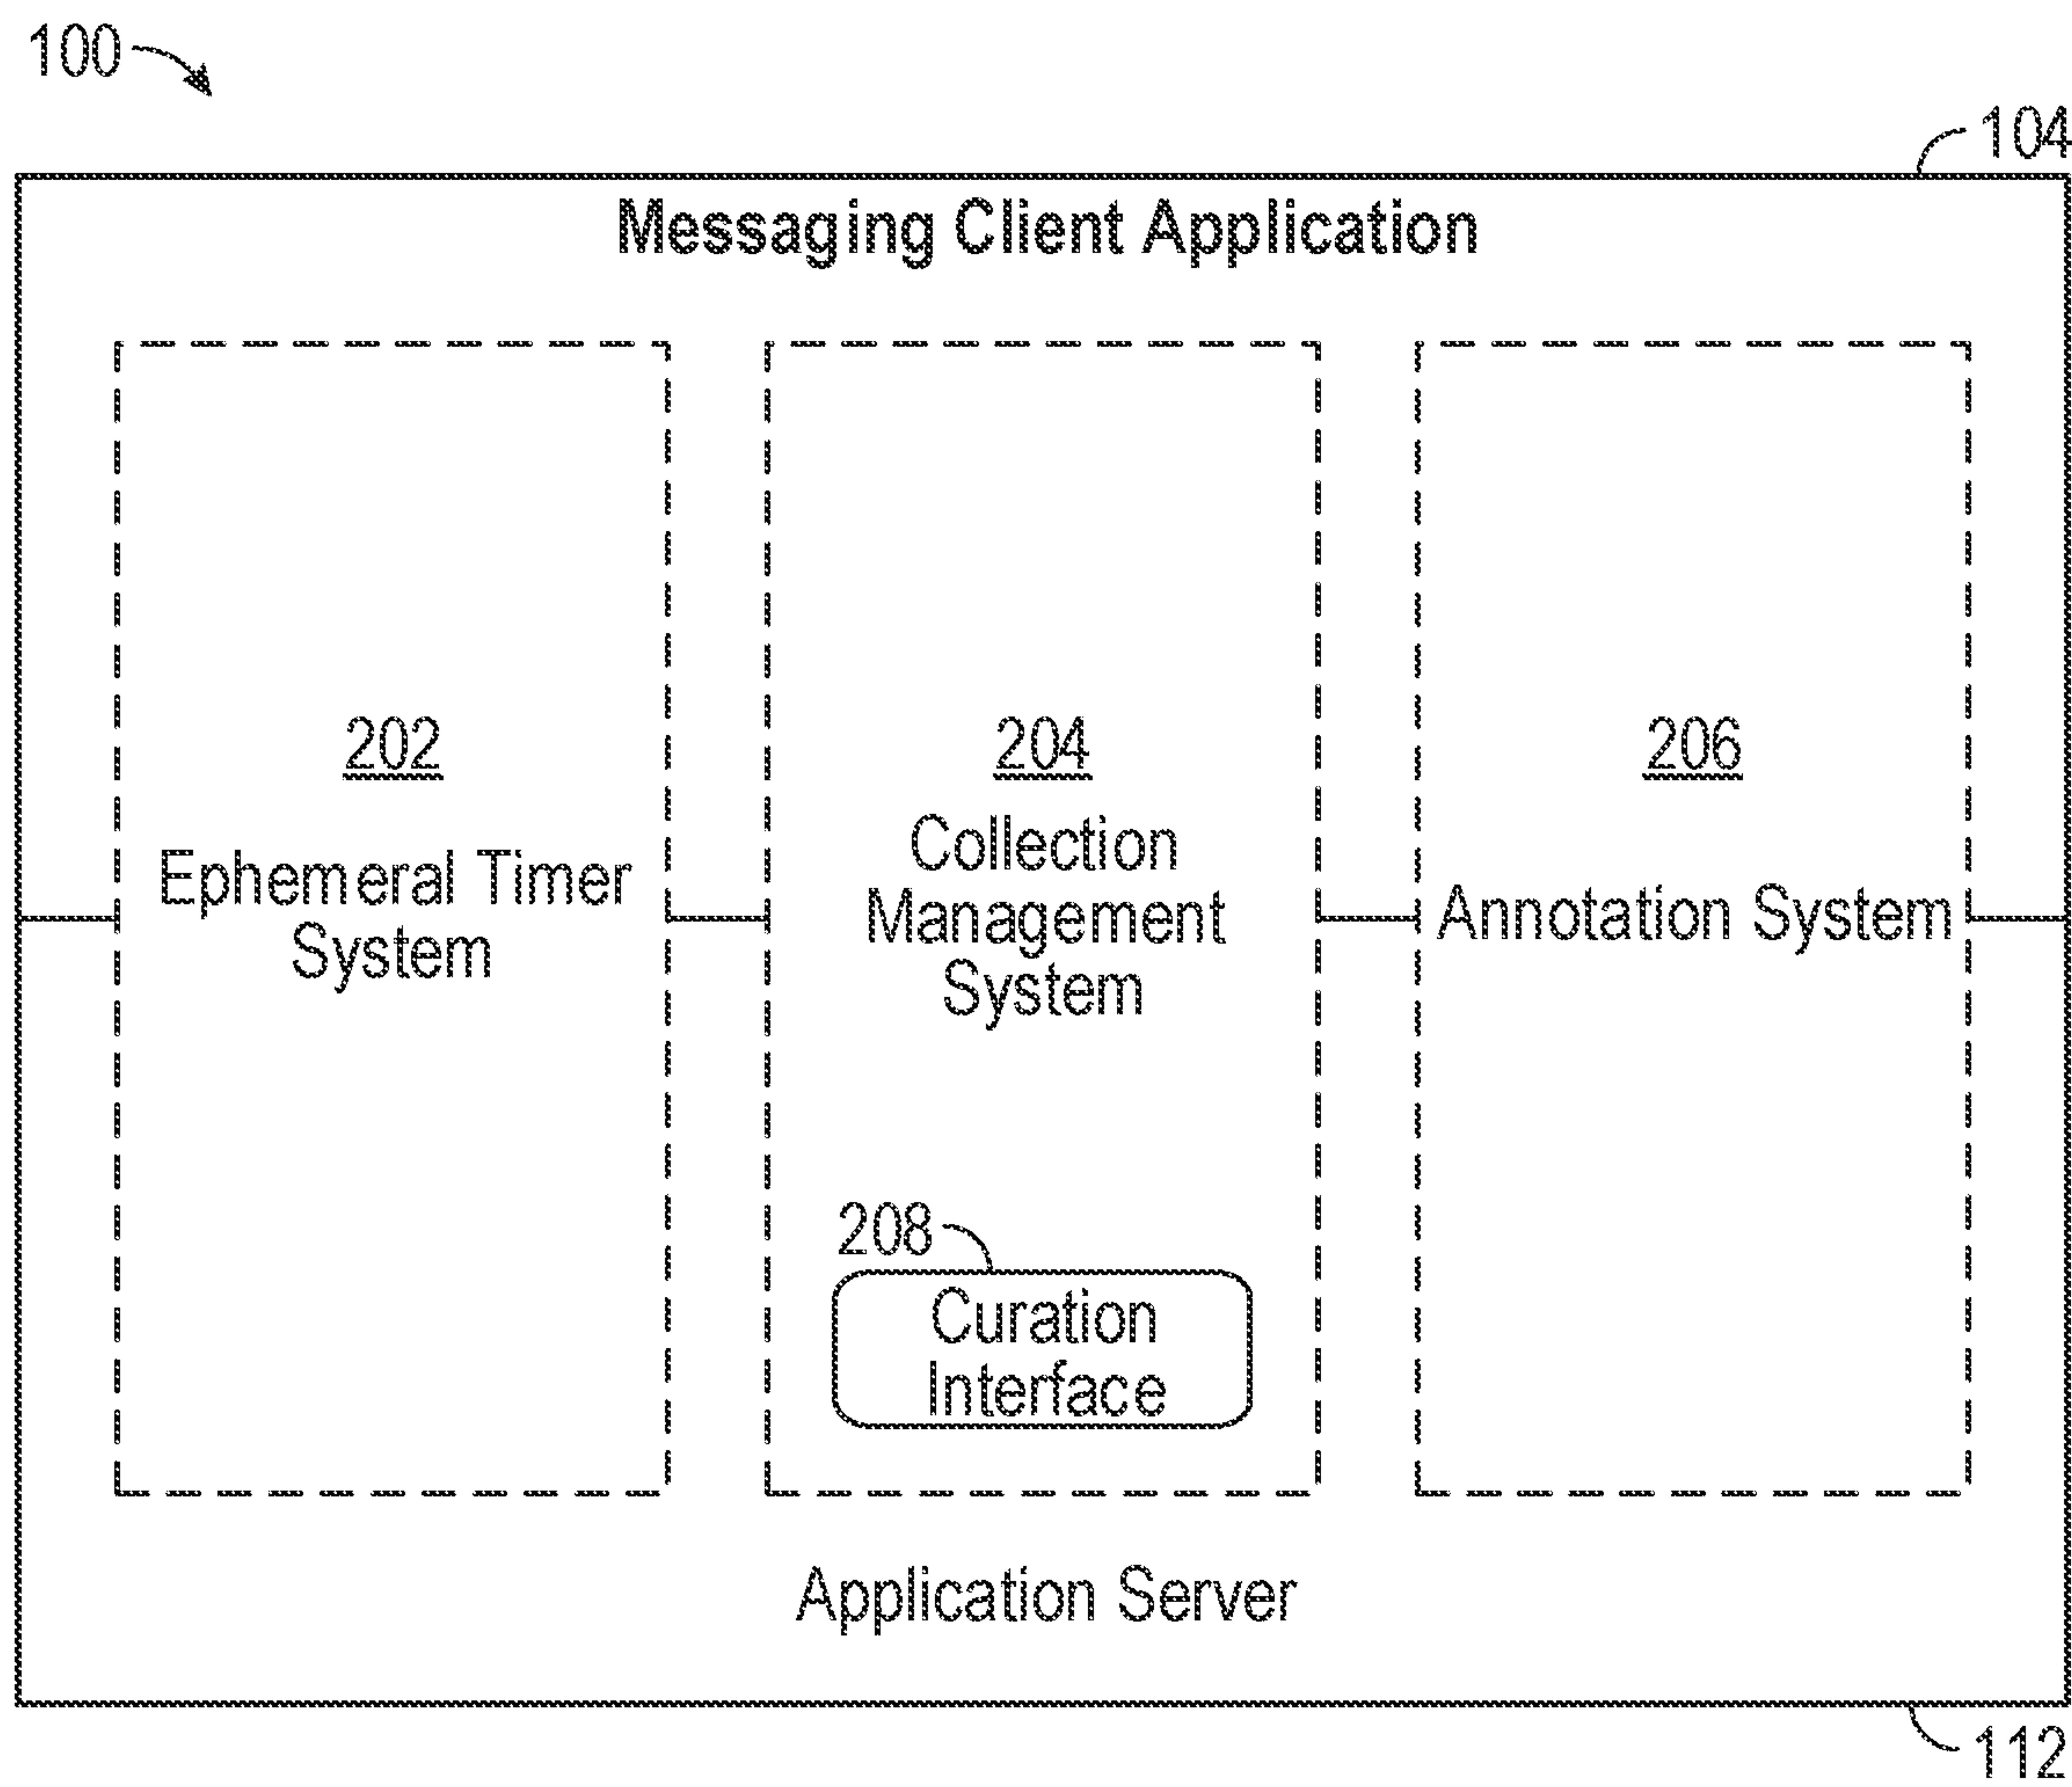 100
104
Messaging Client Application
202
Ephemeral Timer
System
204
Collection
Management
System
206
Annotation System
208
Curation
Interface
Application Server
112